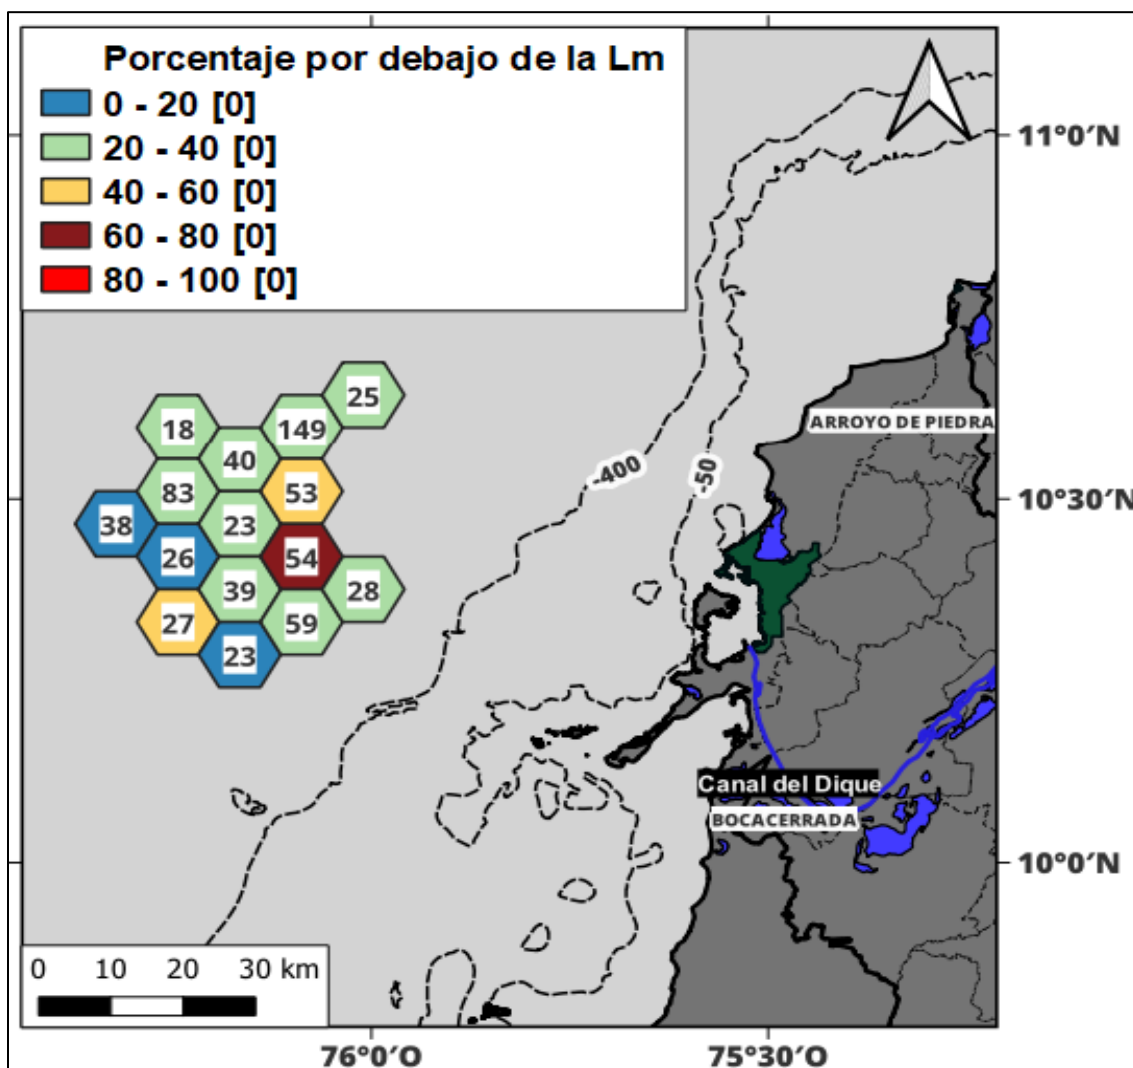 Porcentaje por debajo de la Lm
0 - 20 [0]
20 - 40 [0]
40 - 60 [0]
60 - 80 [0]
80 - 100 [0]
11°0′N
25
18
149
ARROYO DE PIEDRA
40
-400
-50
83
53
10°30′N
38
23
26
54
39
28
27
59
23
Canal del Dique
BOCACERRADA
10°0′N
0 10 20 30 km
76°0′O
75°30′O